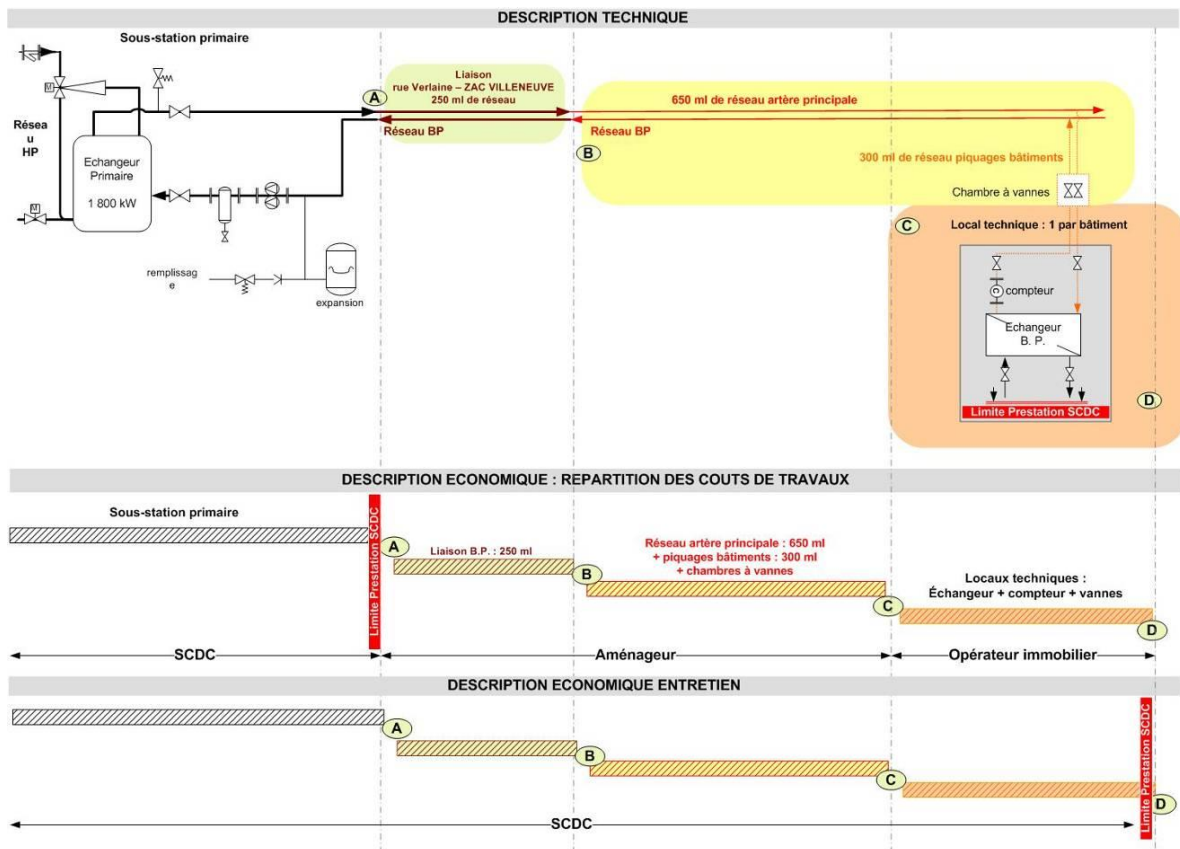 DESCRIPTION TECHNIQUE
Sous-station primaire
M
Résea
u HP
Echangeur
Primaire
1 800 kW
M
remplissag
e
expansion
A
Liaison
rue Verlaine – ZAC VILLENEUVE
250 ml de réseau
Réseau BP
650 ml de réseau artère principale
Réseau BP
B
300 ml de réseau piquages bâtiments
Chambre à vannes
C
Local technique : 1 par bâtiment
C
compteur
Echangeur
B. P.
Limite Prestation SCDC
D
DESCRIPTION ECONOMIQUE : REPARTITION DES COUTS DE TRAVAUX
Sous-station primaire
Limite Prestation SCDC
A
Liaison B.P. : 250 ml
B
Réseau artère principale : 650 ml
+ piquages bâtiments : 300 ml
+ chambres à vannes
C
Locaux techniques :
Échangeur + compteur + vannes
D
SCDC
Aménageur
Opérateur immobilier
DESCRIPTION ECONOMIQUE ENTRETIEN
A
B
C
Limite Prestation SCDC
D
SCDC